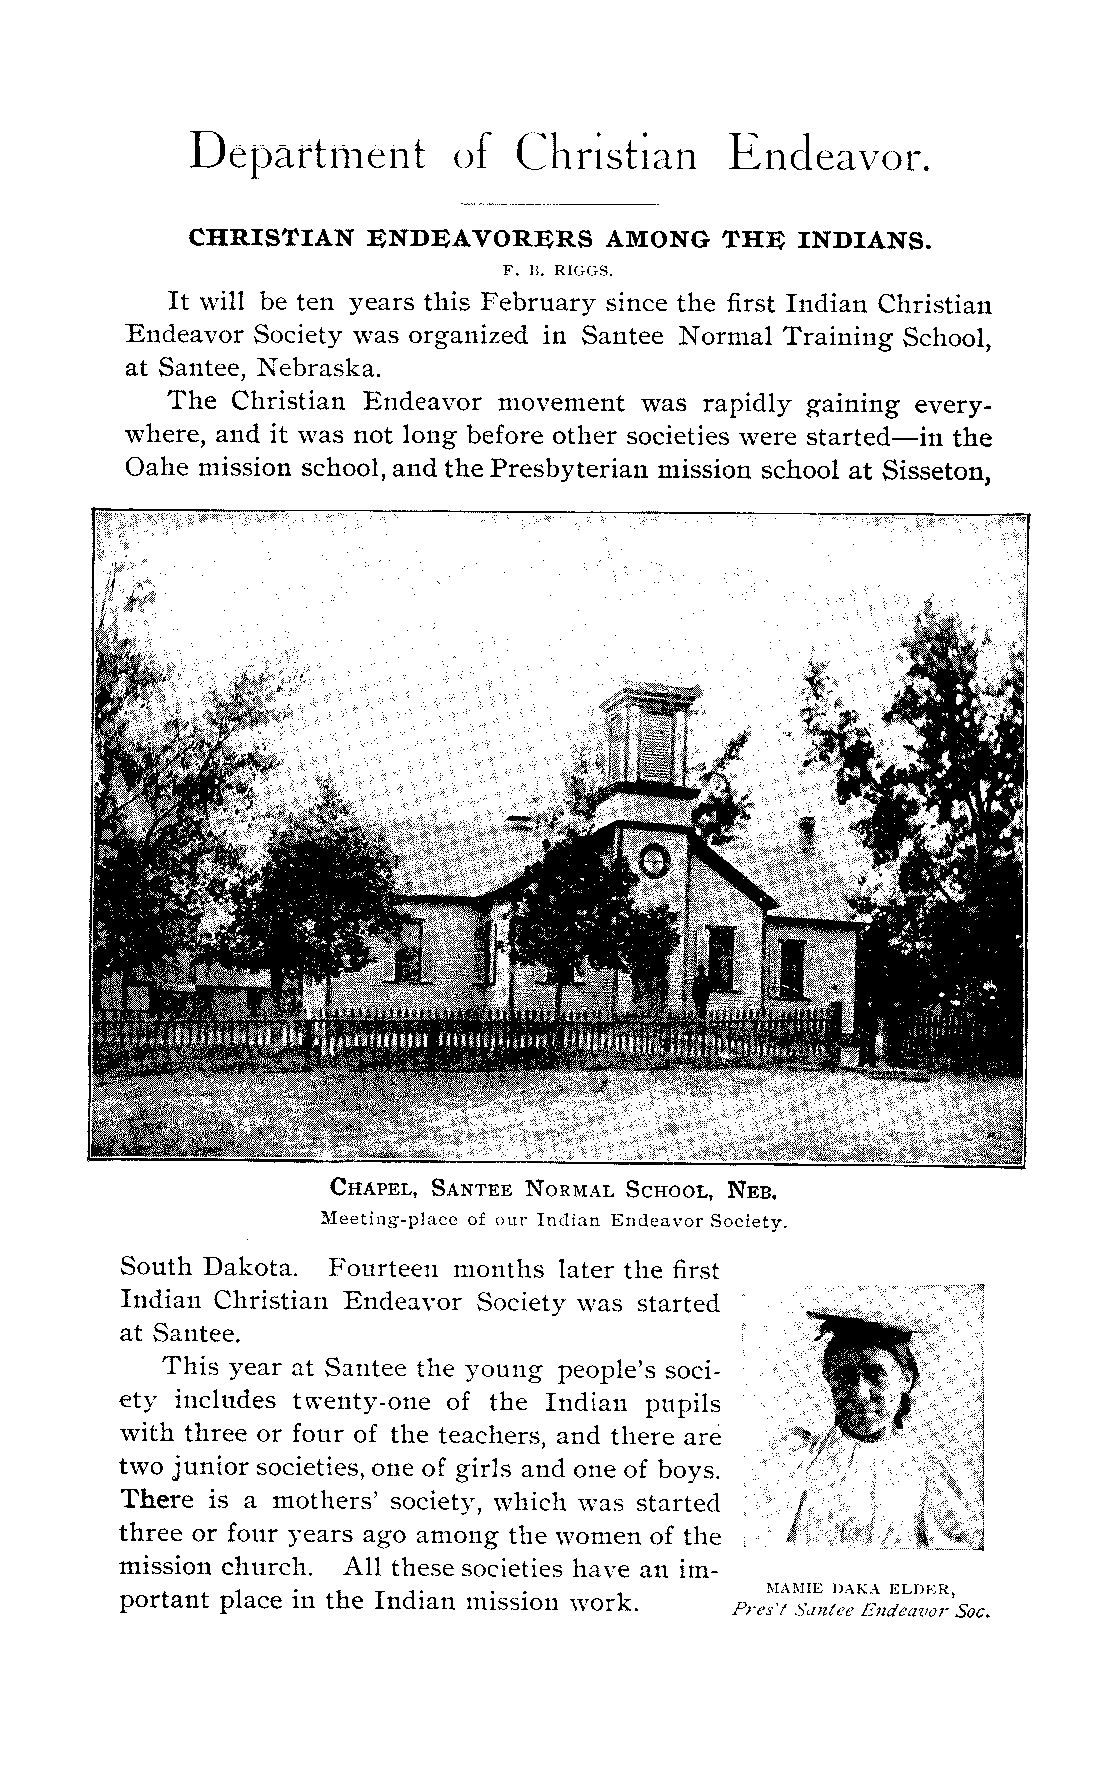 Department of Christian Endeavor.
CHRISTIAN ENDEAVORERS AMONG THE INDIANS.
F. B. RIGGS.
It will be ten years this February since the first Indian Christian
Endeavor Society was organized in Santee Normal Training School,
at Santee, Nebraska.
The Christian Endeavor movement was rapidly gaining every-
where, and it was not long before other societies were started—in the
Oahe mission school, and the Presbyterian mission school at Sisseton,
CHAPEL, SANTEE NORMAL SCHOOL, NEB.
Meeting-place of our Indian Endeavor Society.
South Dakota. Fourteen months later the first
Indian Christian Endeavor Society was started
at Santee.
This year at Santee the young people's soci-
ety includes twenty-one of the Indian pupils
with three or four of the teachers, and there are
two junior societies, one of girls and one of boys.
There is a mothers' society, which was started
three or four years ago among the women of the
mission church. All these societies have an im-
portant place in the Indian mission work.
MAMIE DAKA ELDER,
Pres't Santee Endeavor Soc.